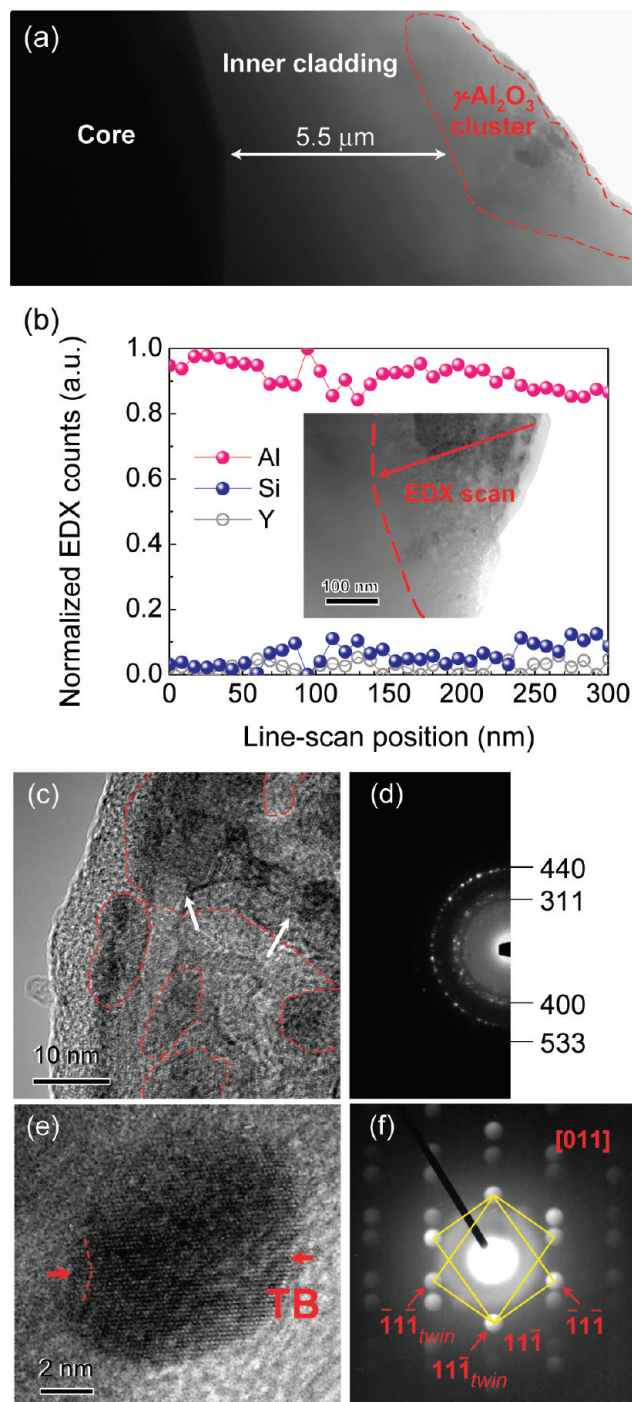 (a)
Inner cladding
γ-Al₂O₃
cluster
Core
5.5 μm
(b)
Normalized EDX counts (a.u.)
1.0
0.8
0.6
0.4
0.2
0.0
Al
Si
Y
EDX scan
100 nm
0 50 100 150 200 250 300
Line-scan position (nm)
(c)
10 nm
(d)
440
311
400
533
(e)
TB
2 nm
(f)
[011]
1̄11̄twin
11̄1̄twin
11̄1̄
1̄11̄